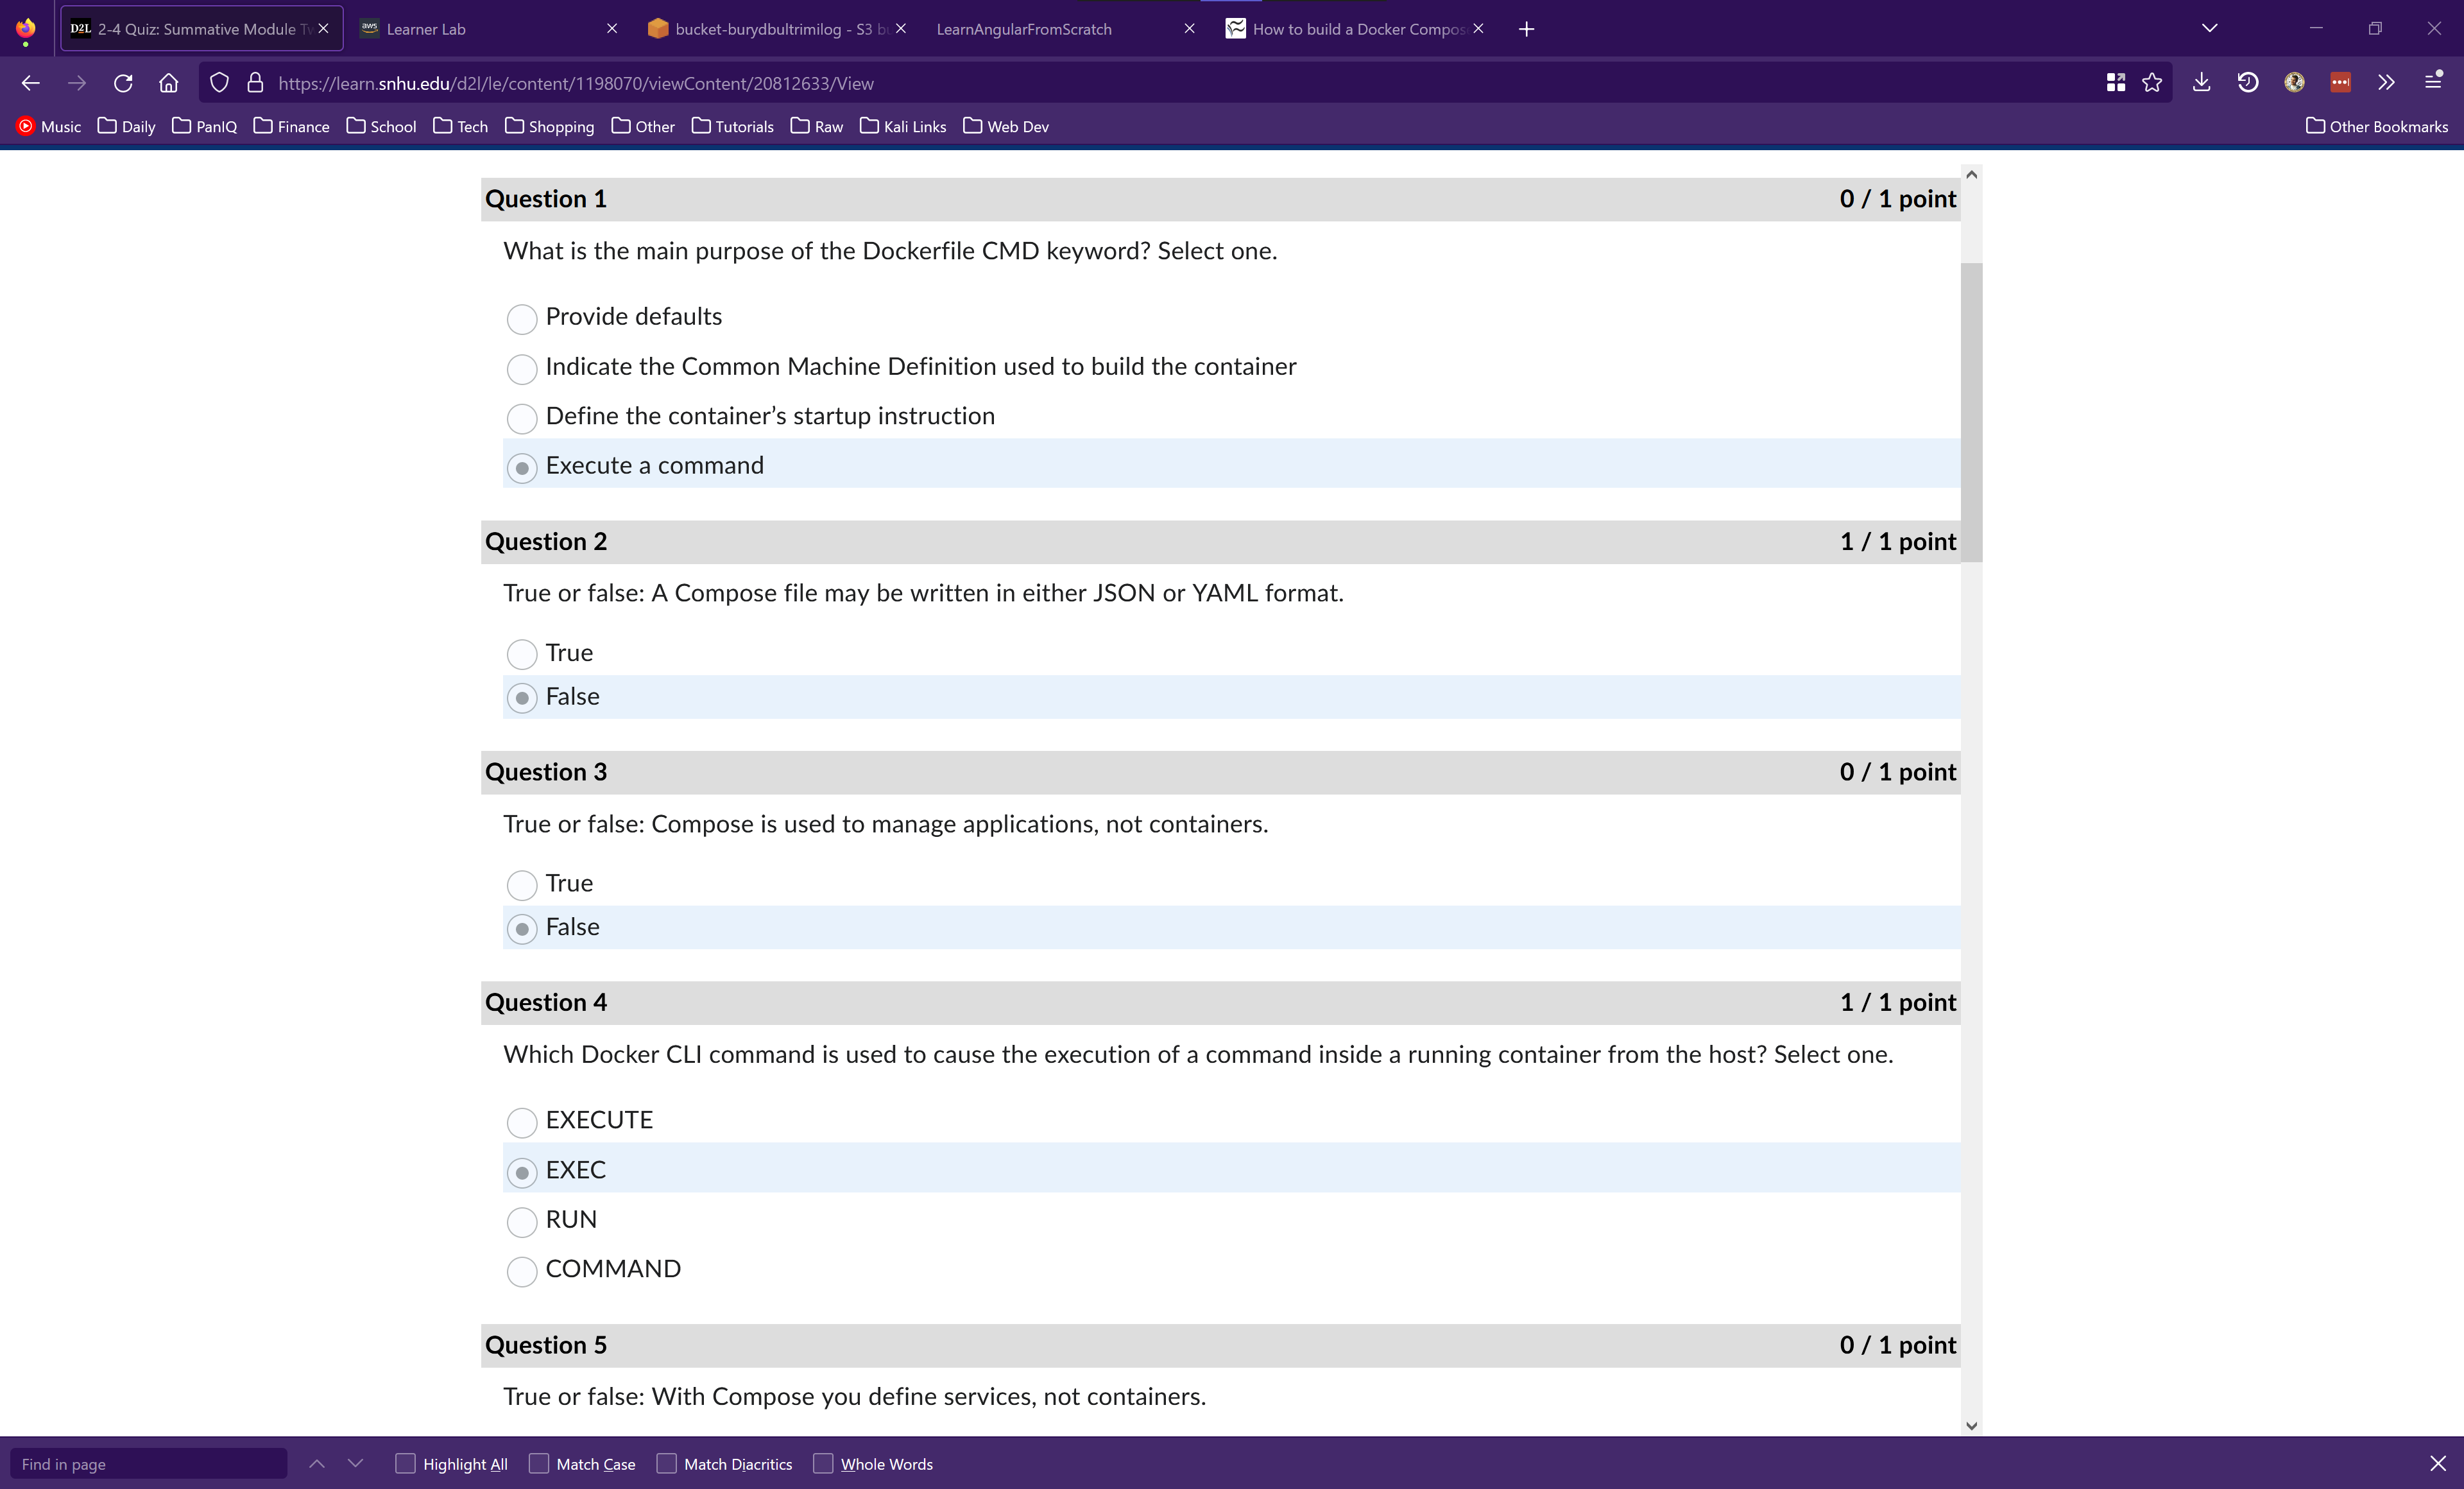 D2L 2-4 Quiz: Summative Module Tw
aws Learner Lab
bucket-burydbultrimilog - S3 bu
LearnAngularFromScratch
How to build a Docker Compos
https://learn.snhu.edu/d2l/le/content/1198070/viewContent/20812633/View
Music Daily PanIQ Finance School Tech Shopping Other Tutorials Raw Kali Links Web Dev Other Bookmarks
Question 1 0 / 1 point
What is the main purpose of the Dockerfile CMD keyword? Select one.
Provide defaults
Indicate the Common Machine Definition used to build the container
Define the container’s startup instruction
Execute a command
Question 2 1 / 1 point
True or false: A Compose file may be written in either JSON or YAML format.
True
False
Question 3 0 / 1 point
True or false: Compose is used to manage applications, not containers.
True
False
Question 4 1 / 1 point
Which Docker CLI command is used to cause the execution of a command inside a running container from the host? Select one.
EXECUTE
EXEC
RUN
COMMAND
Question 5 0 / 1 point
True or false: With Compose you define services, not containers.
Find in page Highlight All Match Case Match Diacritics Whole Words